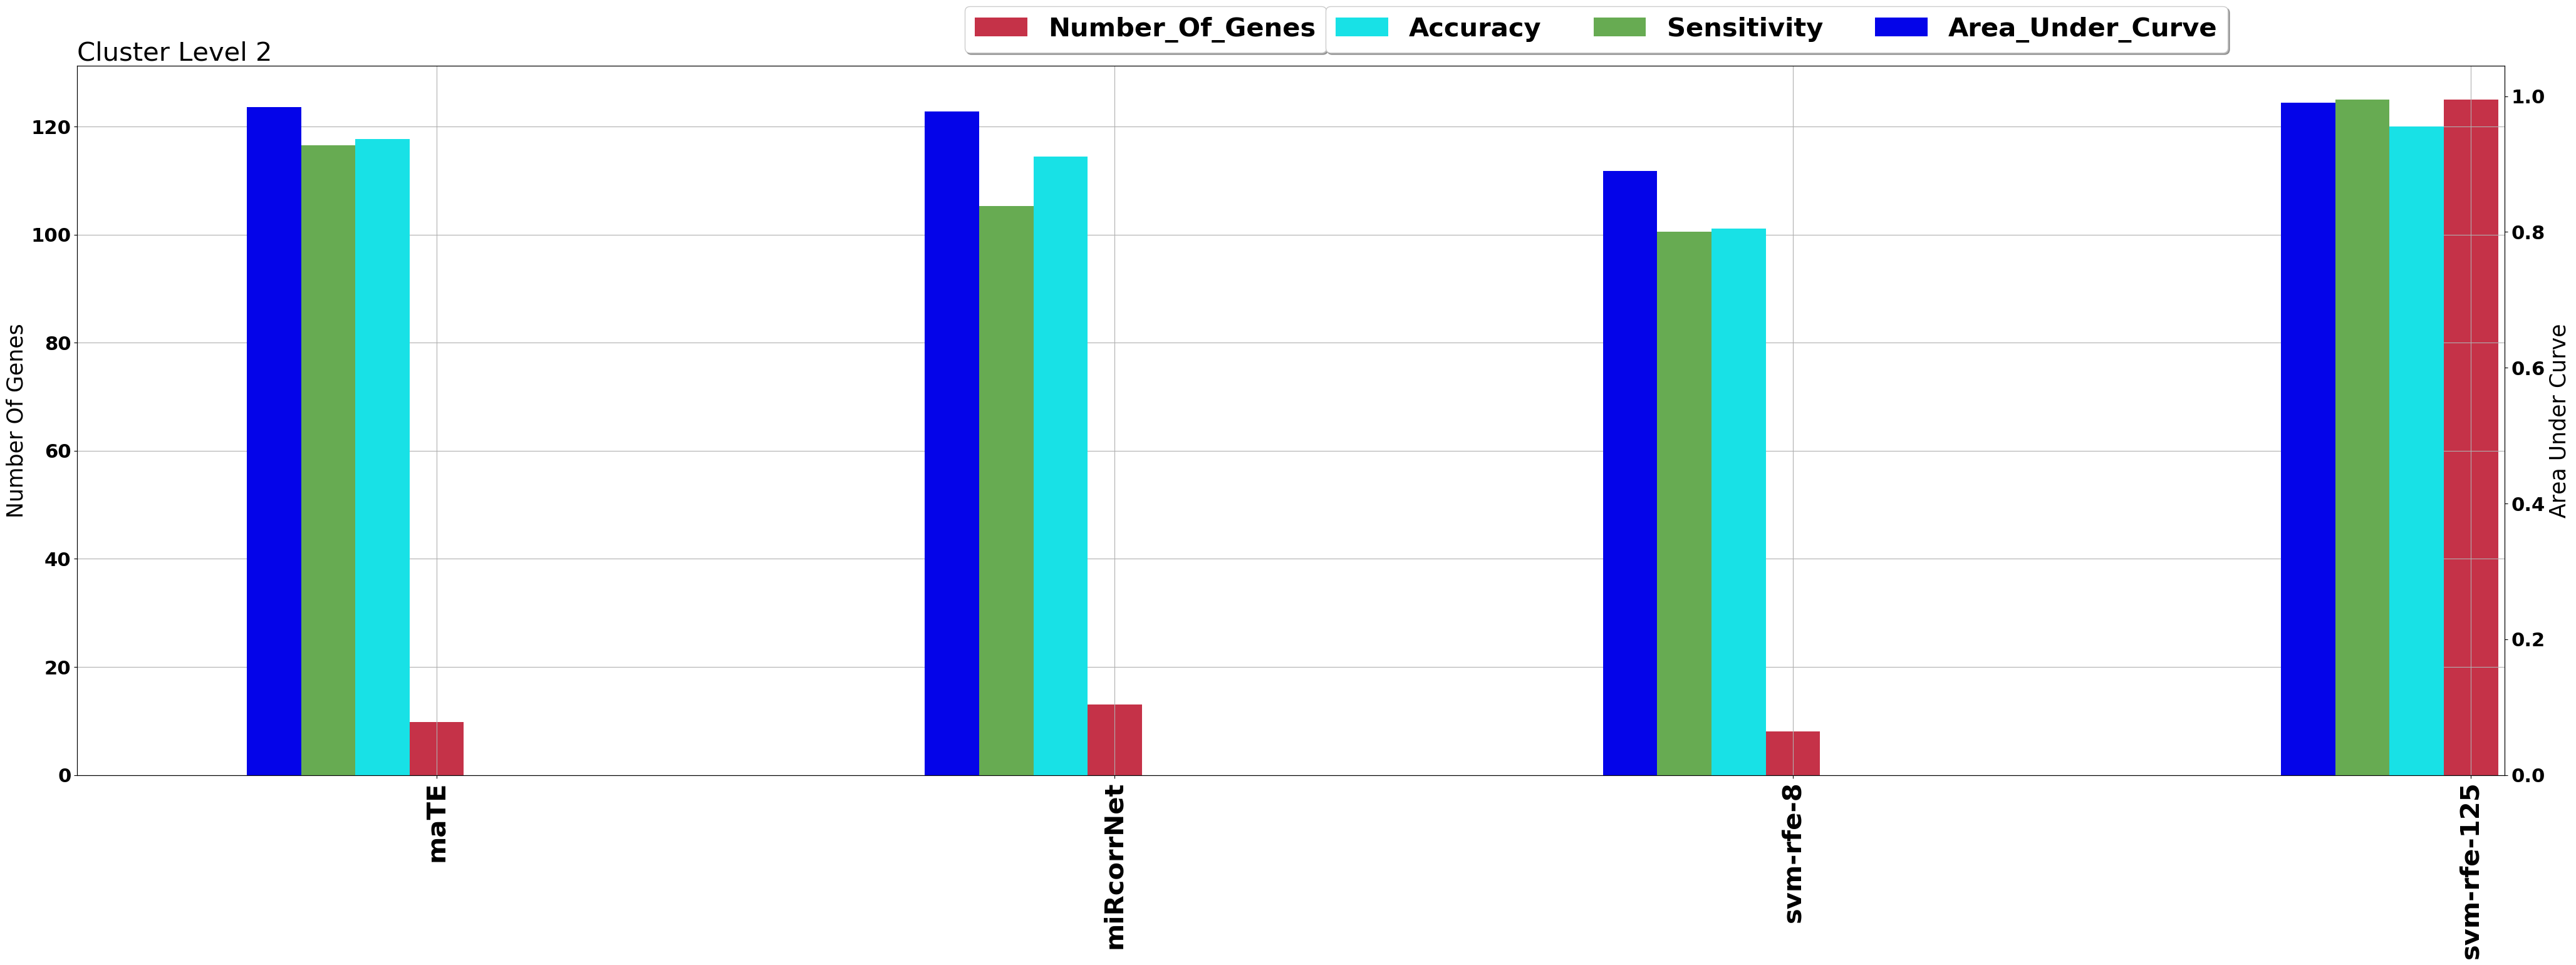 Number_Of_Genes Accuracy Sensitivity Area_Under_Curve
Cluster Level 2
Number Of Genes
120
100
80
60
40
20
0
1.0
0.8
0.6
0.4
0.2
0.0
Area Under Curve
maTE
miRcorrNet
svm-rfe-8
svm-rfe-125